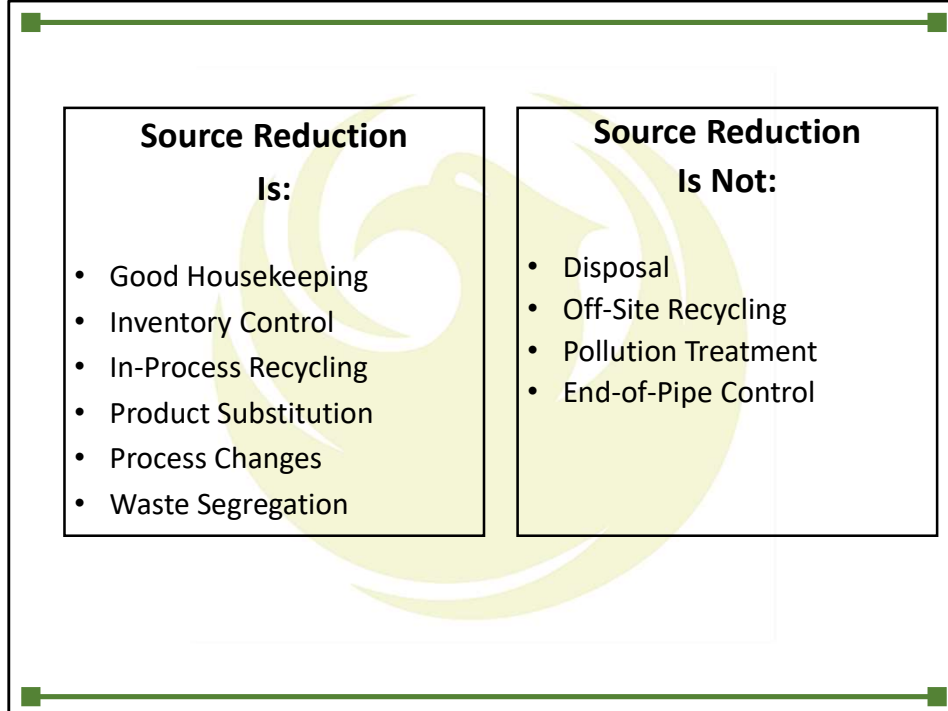 Source Reduction
Is:
• Good Housekeeping
• Inventory Control
• In-Process Recycling
• Product Substitution
• Process Changes
• Waste Segregation
Source Reduction
Is Not:
• Disposal
• Off-Site Recycling
• Pollution Treatment
• End-of-Pipe Control